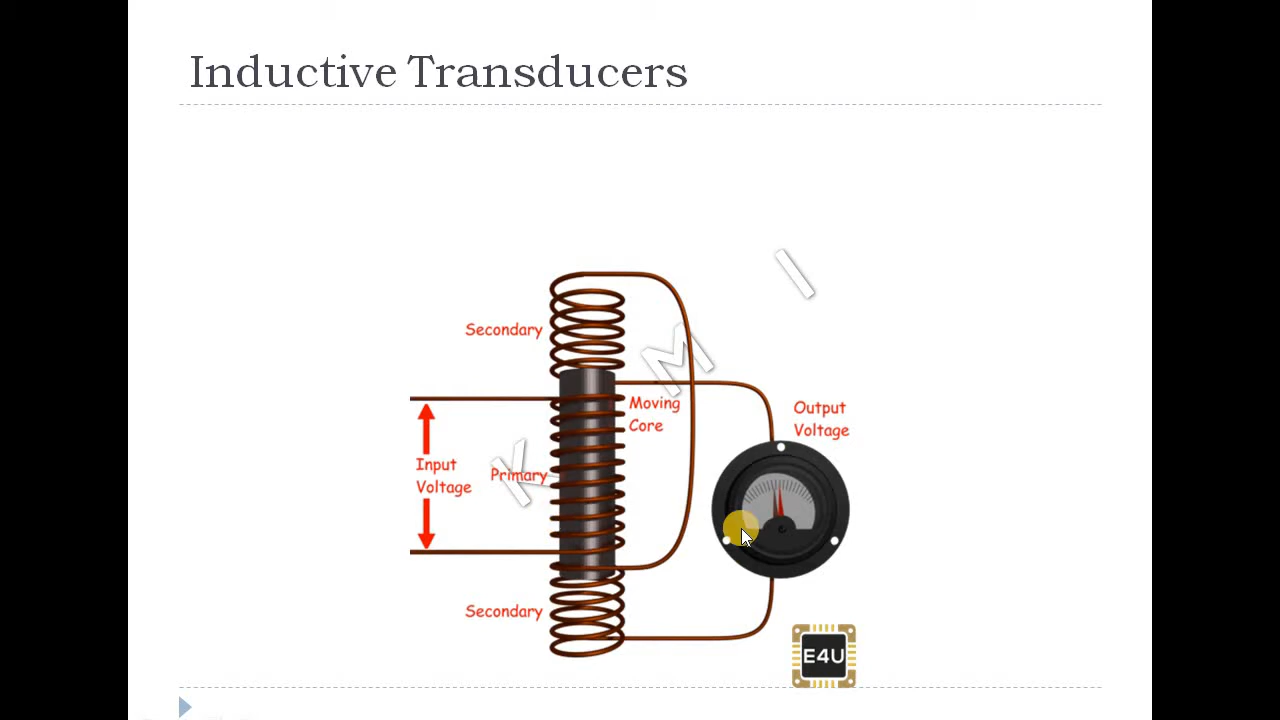 Inductive Transducers
Secondary
Moving
Core
Output
Voltage
Input
Voltage
Primary
Secondary
K M I
E4U